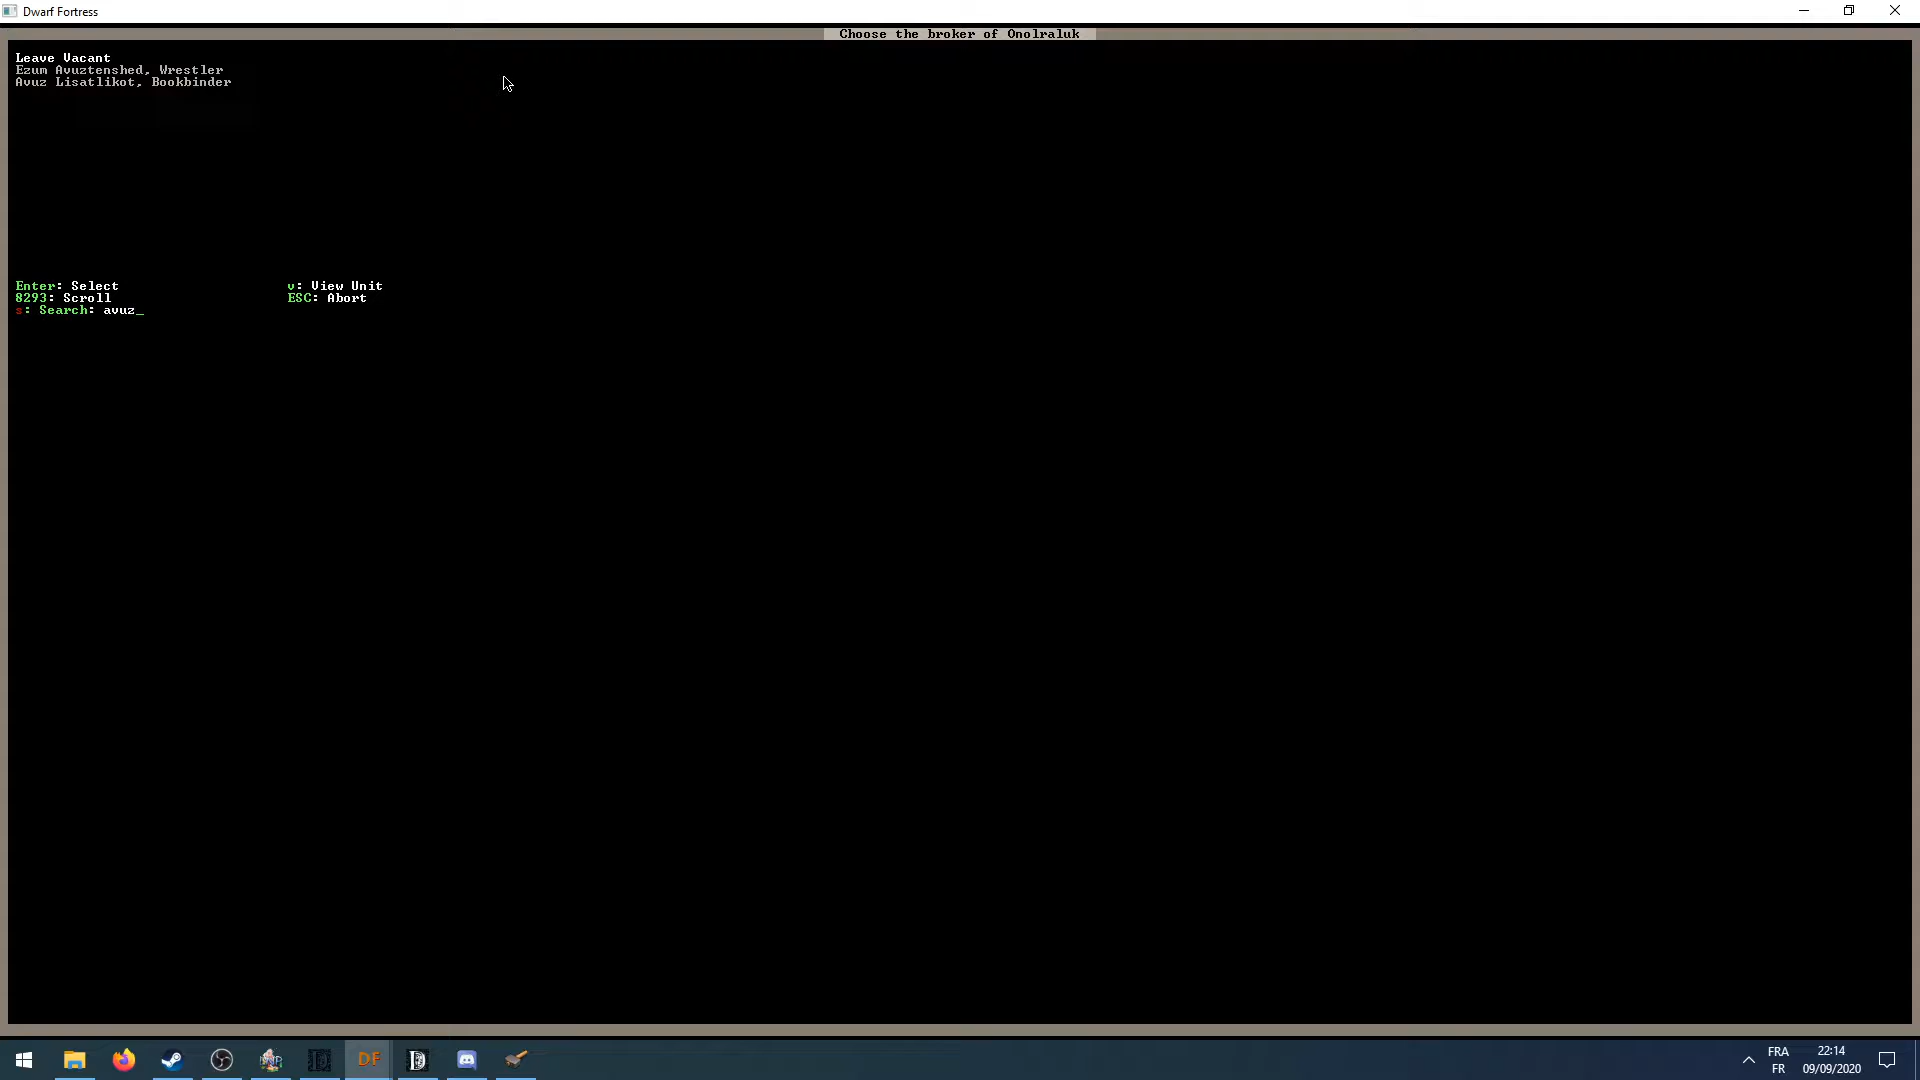 Dwarf Fortress
Choose the broker of Onolraluk
Leave Vacant
Ezum Avuztenshed, Wrestler
Avuz Lisatlikot, Bookbinder
Enter: Select v: View Unit
8293: Scroll ESC: Abort
s: Search: avuz_
DF
FRA 22:14
FR 09/09/2020